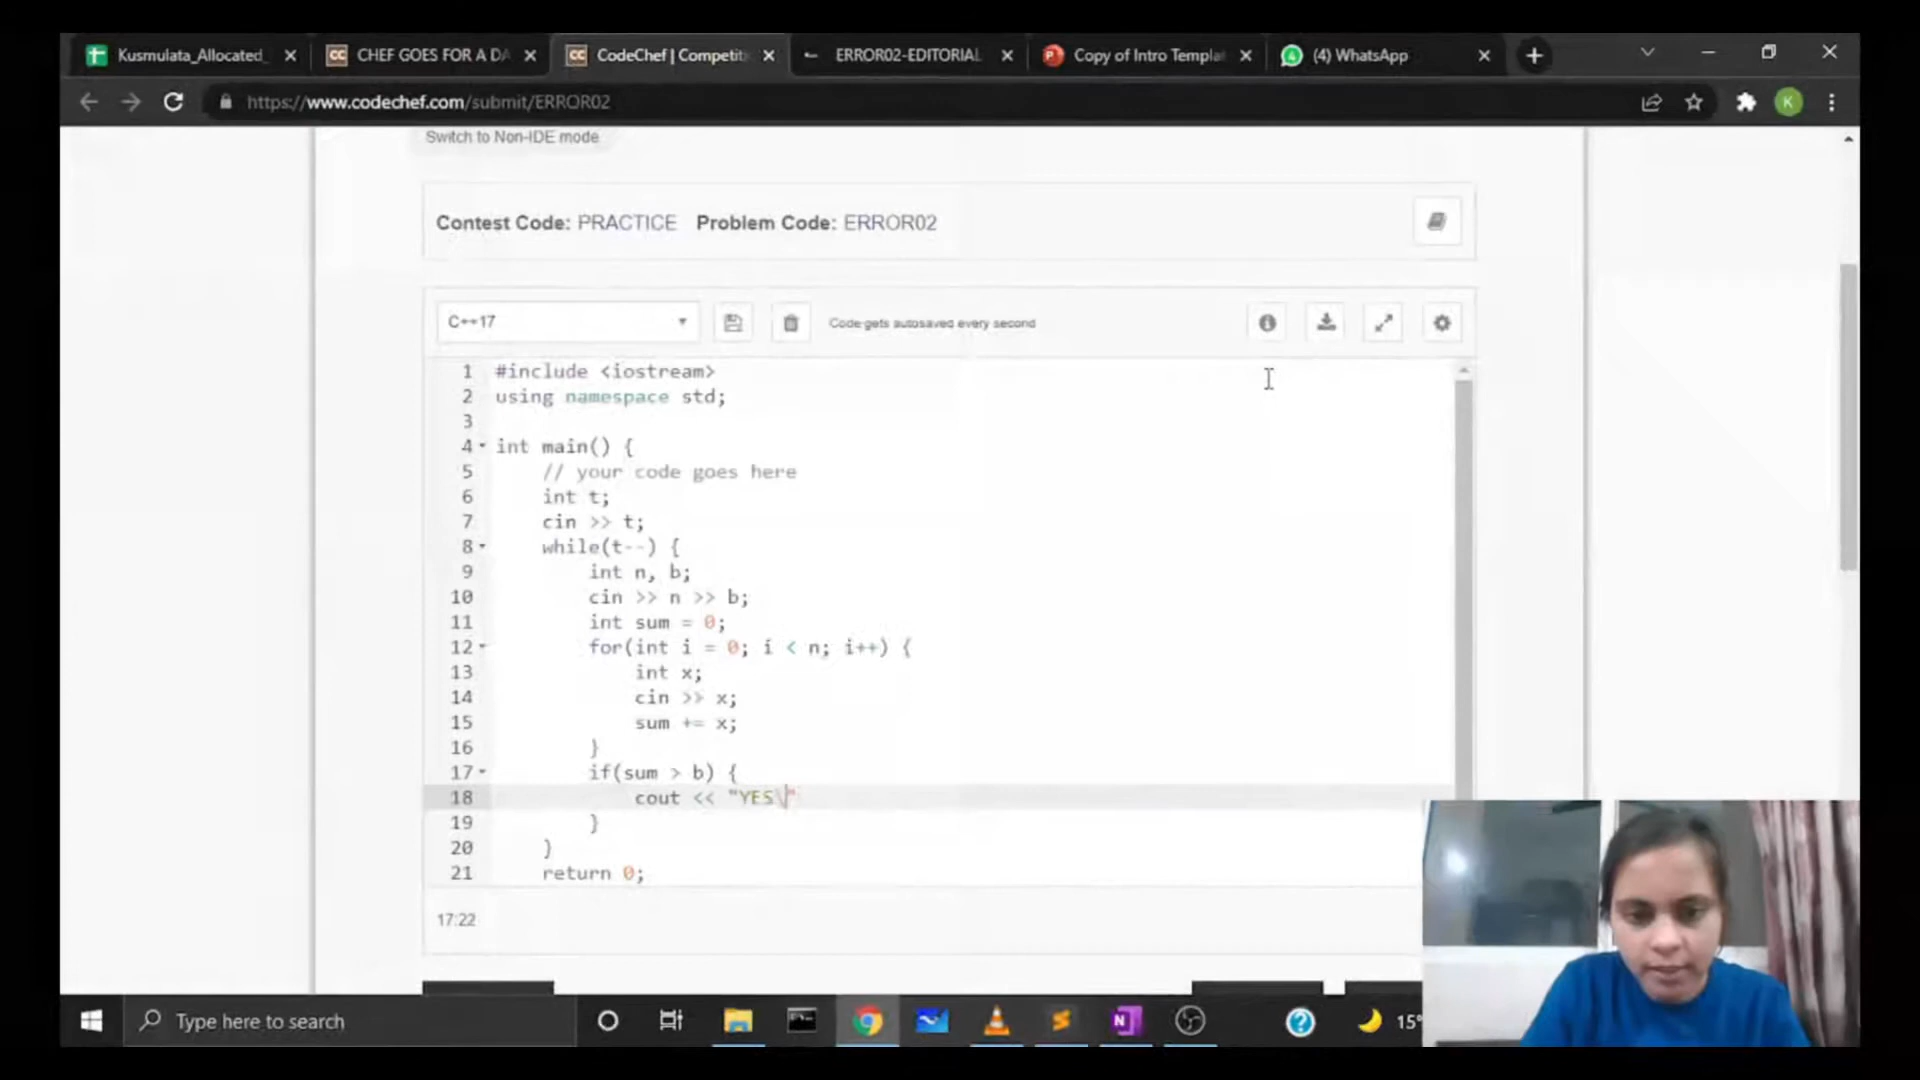 Kusmulata_Allocated_
CHEF GOES FOR A DA
CodeChef | Competiti
ERROR02-EDITORIAL
Copy of Intro Templat
(4) WhatsApp
https://www.codechef.com/submit/ERROR02
K
Switch to Non-IDE mode
Contest Code: PRACTICE Problem Code: ERROR02
C++17
Code gets autosaved every second
1 #include <iostream>
2 using namespace std;
3
4 int main() {
5 // your code goes here
6 int t;
7 cin >> t;
8 while(t--) {
9 int n, b;
10 cin >> n >> b;
11 int sum = 0;
12 for(int i = 0; i < n; i++) {
13 int x;
14 cin >> x;
15 sum += x;
16 }
17 if(sum > b) {
18 cout << "YES\"
19 }
20 }
21 return 0;
17:22
Type here to search
15°